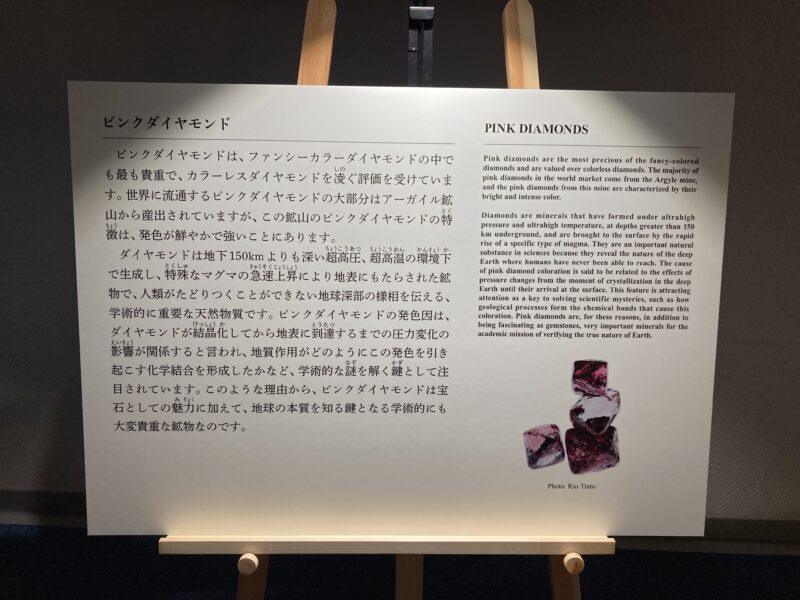 ピンクダイヤモンド
ピンクダイヤモンドは、ファンシーカラーダイヤモンドの中で
も最も貴重で、カラーレスダイヤモンドを凌ぐ評価を受けていま
す。世界に流通するピンクダイヤモンドの大部分はアーガイル鉱
山から産出されていますが、この鉱山のピンクダイヤモンドの特
徴は、発色が鮮やかで強いことにあります。
ダイヤモンドは地下150kmよりも深い超高圧、超高温の環境下
で生成し、特殊なマグマの急速上昇により地表にもたらされた鉱
物で、人類がたどりつくことができない地球深部の様相を伝える、
学術的に重要な天然物質です。ピンクダイヤモンドの発色因は、
ダイヤモンドが結晶化してから地表に到達するまでの圧力変化の
影響が関係すると言われ、地質作用がどのようにこの発色を引き
起こす化学結合を形成したかなど、学術的な謎を解く鍵として注
目されています。このような理由から、ピンクダイヤモンドは宝
石としての魅力に加えて、地球の本質を知る鍵となる学術的にも
大変貴重な鉱物なのです。
PINK DIAMONDS
Pink diamonds are the most precious of the fancy-colored
diamonds and are valued over colorless diamonds. The majority of
pink diamonds in the world market come from the Argyle mine,
and the pink diamonds from this mine are characterized by their
bright and intense color.
Diamonds are minerals that have formed under ultrahigh
pressure and ultrahigh temperature, at depths greater than 150
km underground, and are brought to the surface by the rapid
rise of a specific type of magma. They are an important natural
substance in sciences because they reveal the nature of the deep
Earth where humans have never been able to reach. The cause
of pink diamond coloration is said to be related to the effects of
pressure changes from the moment of crystallization in the deep
Earth until their arrival at the surface. This feature is attracting
attention as a key to solving scientific mysteries, such as how
geological processes form the chemical bonds that cause this
coloration. Pink diamonds are, for these reasons, in addition to
being fascinating as gemstones, very important minerals for the
academic mission of verifying the true nature of Earth.
Photo: Rio Tinto